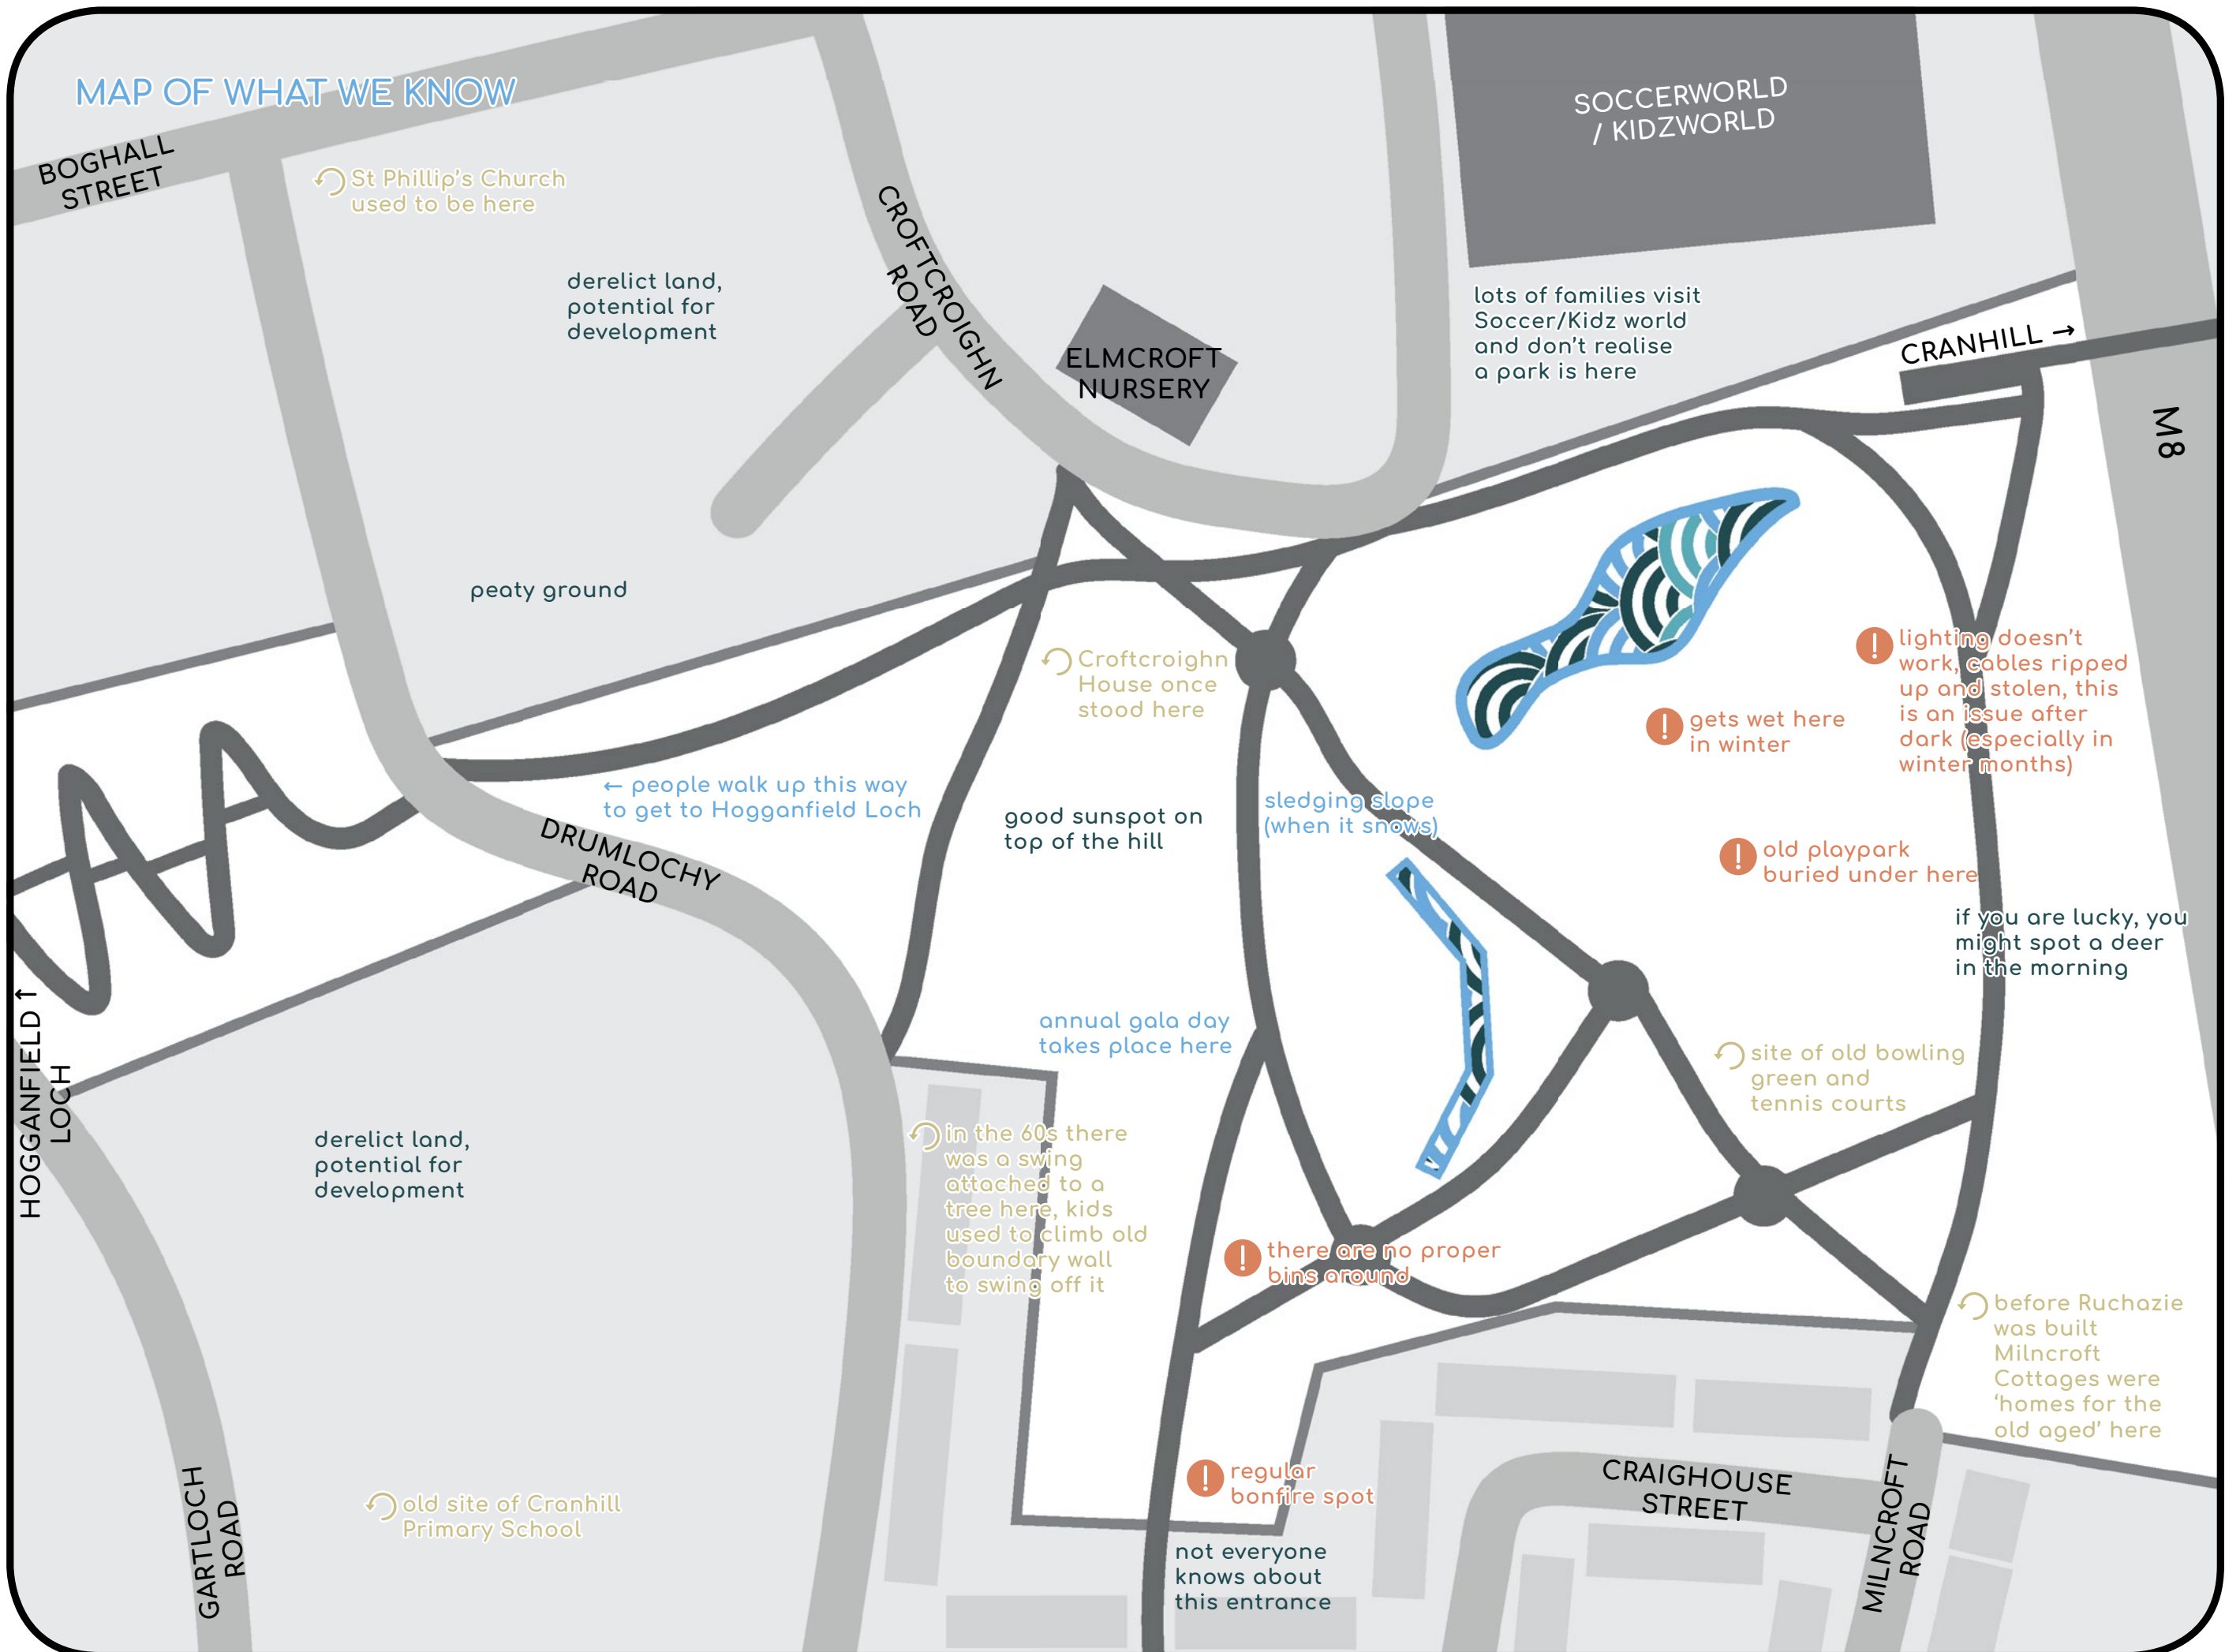 MAP OF WHAT WE KNOW
BOGHALL
STREET
St Phillip's Church
used to be here
derelict land,
potential for
development
CROFTCROIGHN
ROAD
ELMCROFT
NURSERY
SOCCERWORLD
/ KIDZWORLD
lots of families visit
Soccer/Kidz world
and don't realise
a park is here
CRANHILL →
M8
peaty ground
Croftcroighn
House once
stood here
! lighting doesn't
work, cables ripped
up and stolen, this
is an issue after
dark (especially in
winter months)
! gets wet here
in winter
← people walk up this way
to get to Hogganfield Loch
good sunspot on
top of the hill
sledging slope
(when it snows)
DRUMLOCHY
ROAD
! old playpark
buried under here
if you are lucky, you
might spot a deer
in the morning
HOGGANFIELD ↑
LOCH
annual gala day
takes place here
site of old bowling
green and
tennis courts
derelict land,
potential for
development
in the 60s there
was a swing
attached to a
tree here, kids
used to climb old
boundary wall
to swing off it
! there are no proper
bins around
before Ruchazie
was built
Milncroft
Cottages were
'homes for the
old aged' here
GARTLOCH
ROAD
old site of Cranhill
Primary School
! regular
bonfire spot
CRAIGHOUSE
STREET
MILNCROFT
ROAD
not everyone
knows about
this entrance